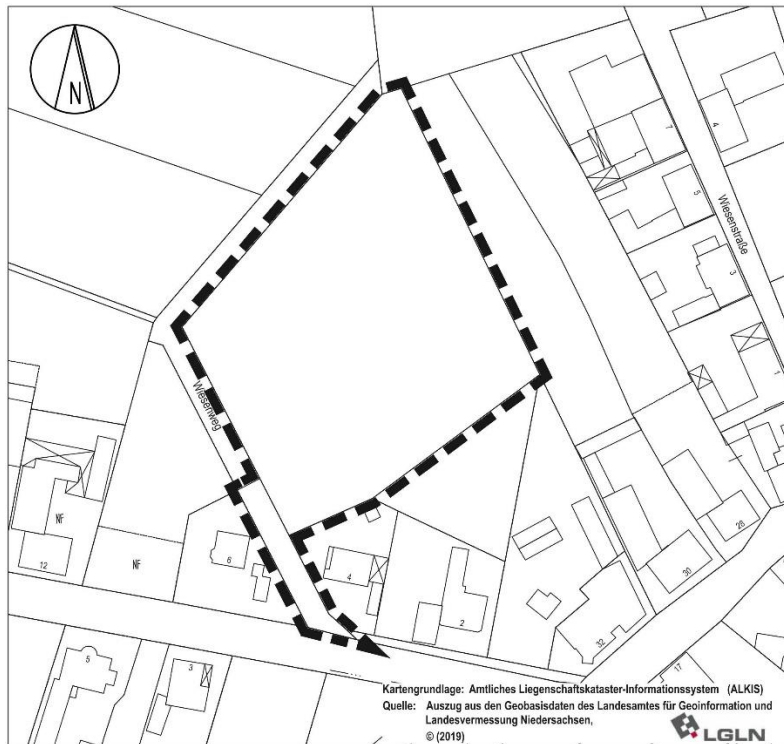 N
7
4
5
Wiesenstraße
3
1
Wiesenweg
NF
12
NF
6
4
2
28
30
32
5
3
17
Kartengrundlage: Amtliches Liegenschaftskataster-Informationssystem (ALKIS)
Quelle: Auszug aus den Geobasisdaten des Landesamtes für Geoinformation und
Landesvermessung Niedersachsen,
© (2019)
LGLN